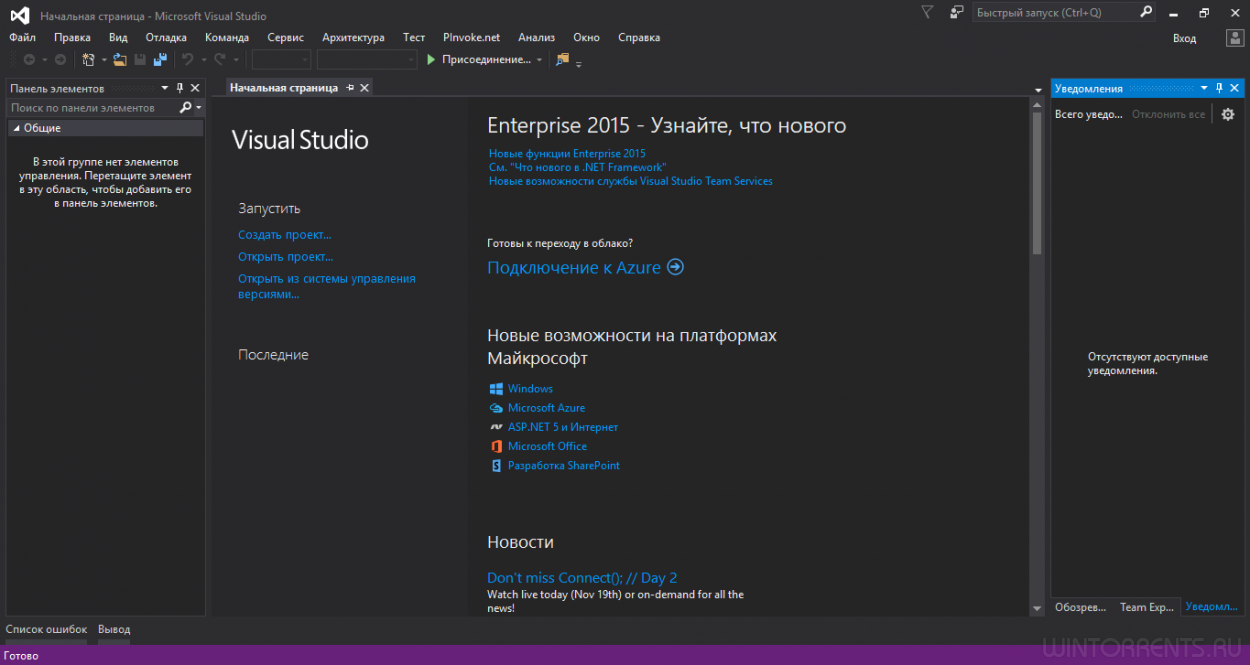 Начальная страница - Microsoft Visual Studio
Быстрый запуск (Ctrl+Q)
Файл Правка Вид Отладка Команда Сервис Архитектура Тест PInvoke.net Анализ Окно Справка
Вход
Присоединение...
Панель элементов
Поиск по панели элементов
Общие
В этой группе нет элементов
управления. Перетащите элемент
в эту область, чтобы добавить его
в панель элементов.
Начальная страница
Visual Studio
Запустить
Создать проект...
Открыть проект...
Открыть из системы управления
версиями...
Последние
Enterprise 2015 - Узнайте, что нового
Новые функции Enterprise 2015
См. "Что нового в .NET Framework"
Новые возможности службы Visual Studio Team Services
Готовы к переходу в облако?
Подключение к Azure
Новые возможности на платформах
Майкрософт
Windows
Microsoft Azure
ASP.NET 5 и Интернет
Microsoft Office
Разработка SharePoint
Новости
Don't miss Connect(); // Day 2
Watch live today (Nov 19th) or on-demand for all the
news!
Уведомления
Всего уведо... Отклонить все
Отсутствуют доступные
уведомления.
Обозрев... Team Exp... Уведомл...
Список ошибок Вывод
Готово
WINTORRENTS.RU